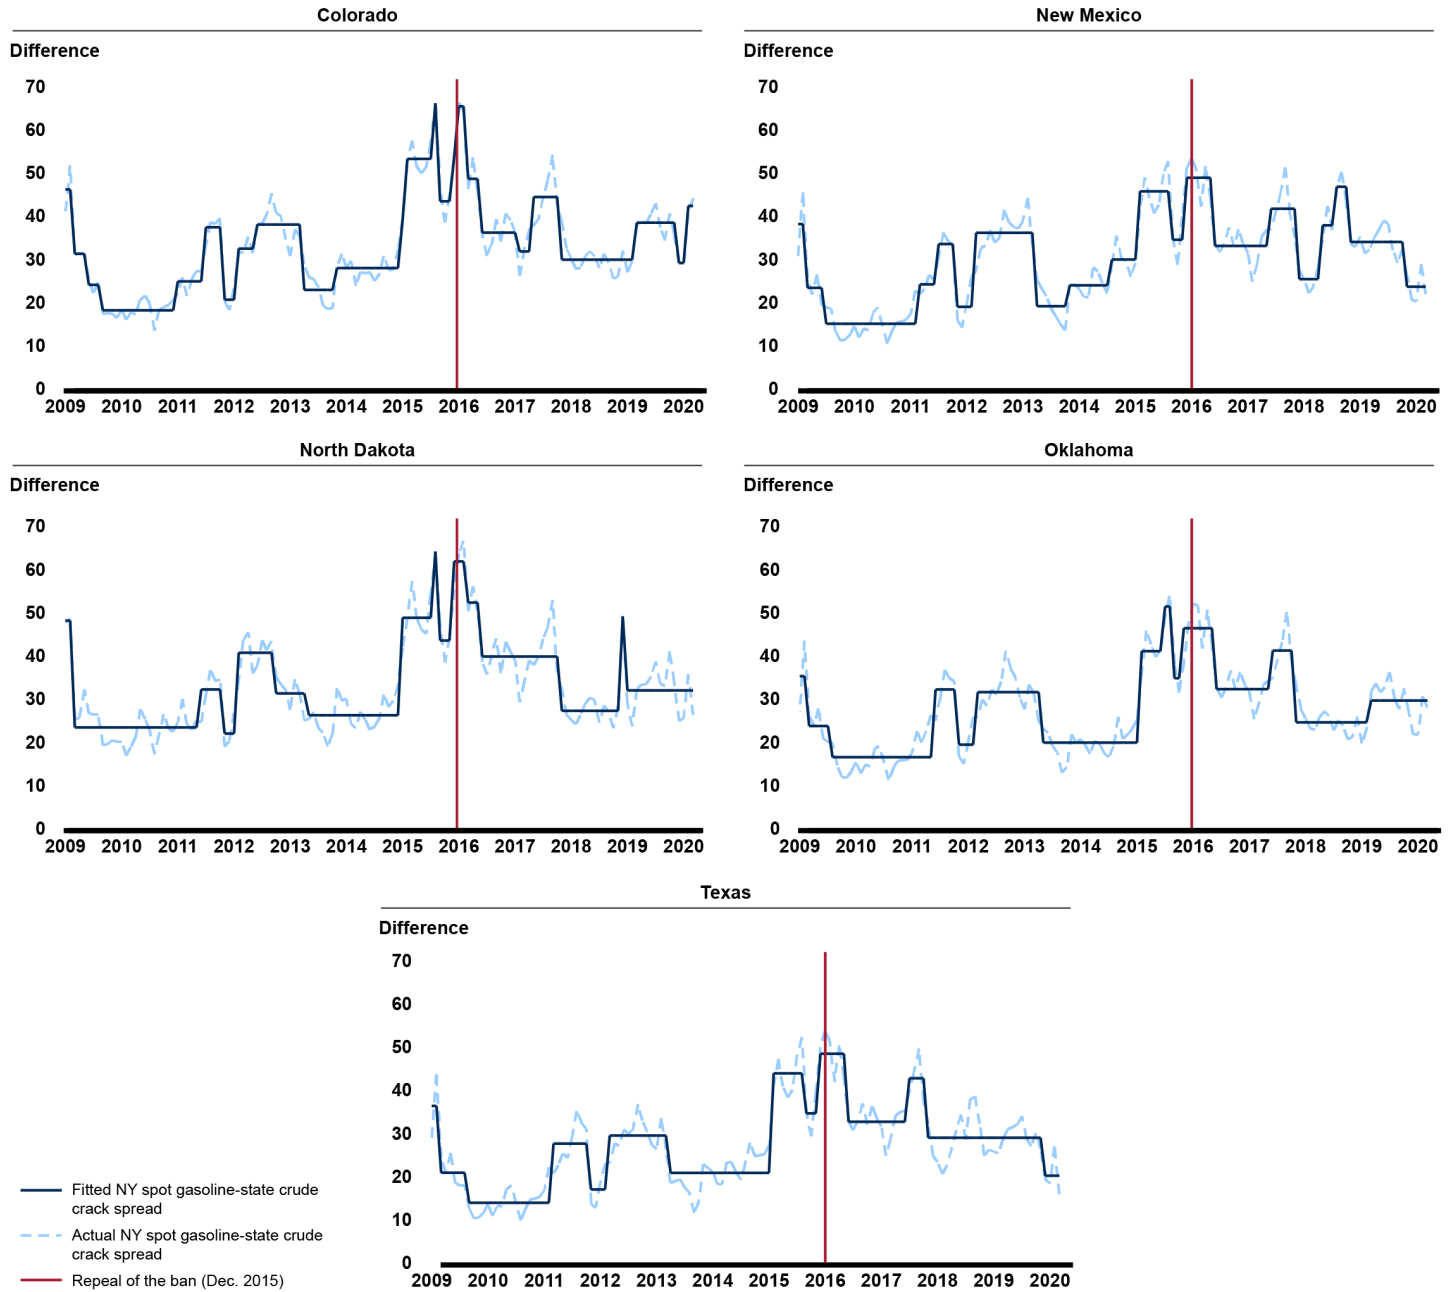 Colorado
Difference
70
60
50
40
30
20
10
0
2009 2010 2011 2012 2013 2014 2015 2016 2017 2018 2019 2020
New Mexico
Difference
70
60
50
40
30
20
10
0
2009 2010 2011 2012 2013 2014 2015 2016 2017 2018 2019 2020
North Dakota
Difference
70
60
50
40
30
20
10
0
2009 2010 2011 2012 2013 2014 2015 2016 2017 2018 2019 2020
Oklahoma
Difference
70
60
50
40
30
20
10
0
2009 2010 2011 2012 2013 2014 2015 2016 2017 2018 2019 2020
Texas
Difference
70
60
50
40
30
20
10
0
2009 2010 2011 2012 2013 2014 2015 2016 2017 2018 2019 2020
Fitted NY spot gasoline-state crude
crack spread
Actual NY spot gasoline-state crude
crack spread
Repeal of the ban (Dec. 2015)